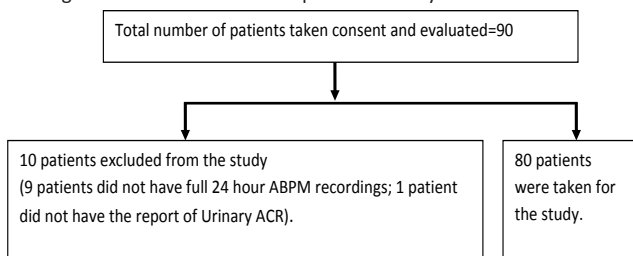 Total number of patients taken consent and evaluated=90
10 patients excluded from the study
(9 patients did not have full 24 hour ABPM recordings; 1 patient
did not have the report of Urinary ACR).
80 patients
were taken for
the study.